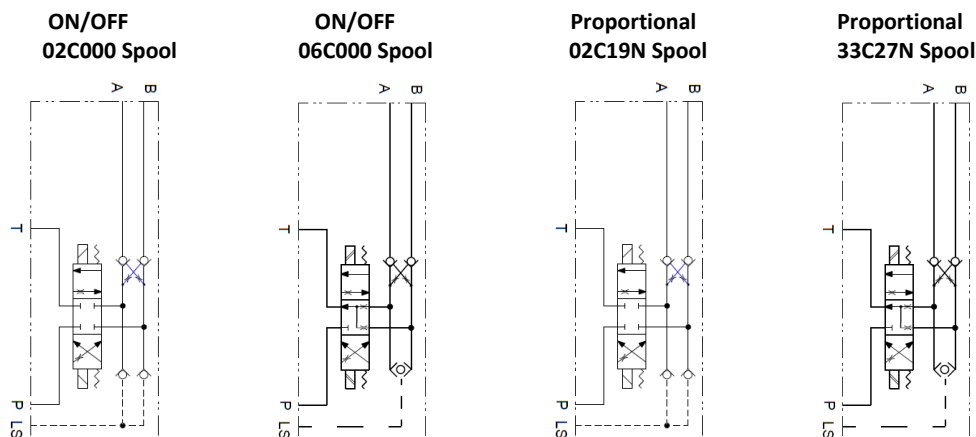 ON/OFF
02C000 Spool
ON/OFF
06C000 Spool
Proportional
02C19N Spool
Proportional
33C27N Spool
A
B
T
P
LS
A
B
T
P
LS
A
B
T
P
LS
A
B
T
P
LS